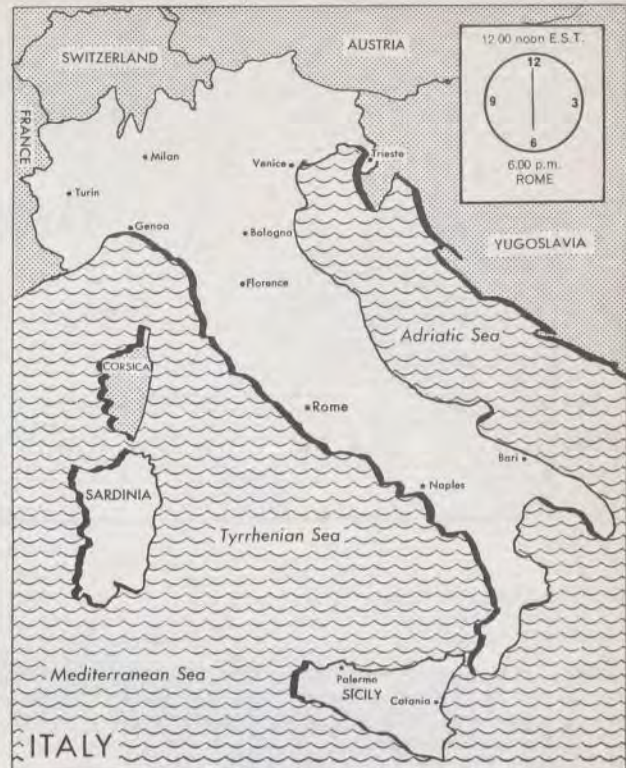 12:00 noon E.S.T.
12
9
3
6
6:00 p.m.
ROME
SWITZERLAND
AUSTRIA
FRANCE
Milan
Venice
Trieste
Turin
Genoa
Bologna
YUGOSLAVIA
Florence
Adriatic Sea
CORSICA
Rome
Bari
SARDINIA
Naples
Tyrrhenian Sea
Mediterranean Sea
Palermo
SICILY
Catania
ITALY